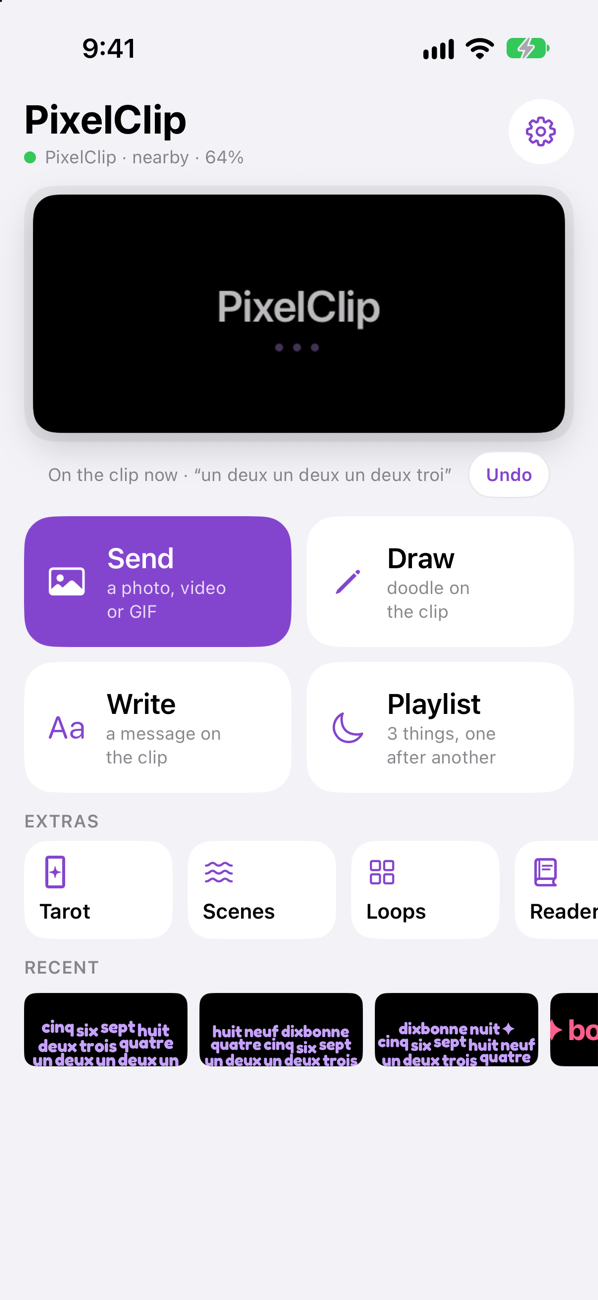 9:41
PixelClip
PixelClip · nearby · 64%
PixelClip
On the clip now · “un deux un deux un deux troi”
Undo
Send
a photo, video
or GIF
Draw
doodle on
the clip
Write
a message on
the clip
Aa
Playlist
3 things, one
after another
EXTRAS
Tarot
Scenes
Loops
Reader
RECENT
cinq six sept huit
deux trois quatre
un deux un deux un
huit neuf dixbonne
quatre cinq six sept
un deux un deux trois
dixbonne nuit ✦
cinq six sept huit neuf
un deux trois quatre